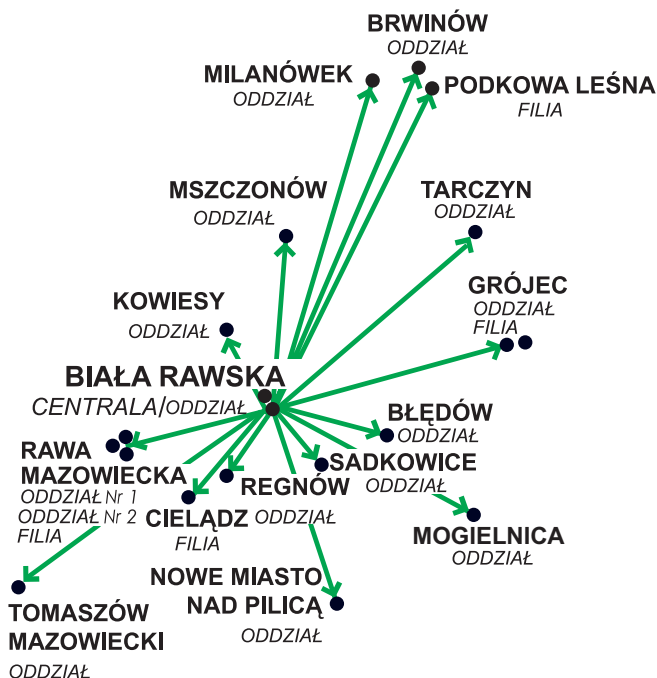 BRWINÓW
ODDZIAŁ
MILANÓWEK
ODDZIAŁ
PODKOWA LEŚNA
FILIA
MSZCZONÓW
ODDZIAŁ
TARCZYN
ODDZIAŁ
GRÓJEC
ODDZIAŁ
FILIA
KOWIESY
ODDZIAŁ
BIAŁA RAWSKA
CENTRALA/ODDZIAŁ
BŁĘDÓW
ODDZIAŁ
RAWA
MAZOWIECKA
ODDZIAŁ Nr 1
ODDZIAŁ Nr 2
FILIA
SADKOWICE
ODDZIAŁ
REGNÓW
ODDZIAŁ
CIELĄDZ
FILIA
MOGIELNICA
ODDZIAŁ
NOWE MIASTO
NAD PILICĄ
ODDZIAŁ
TOMASZÓW
MAZOWIECKI
ODDZIAŁ